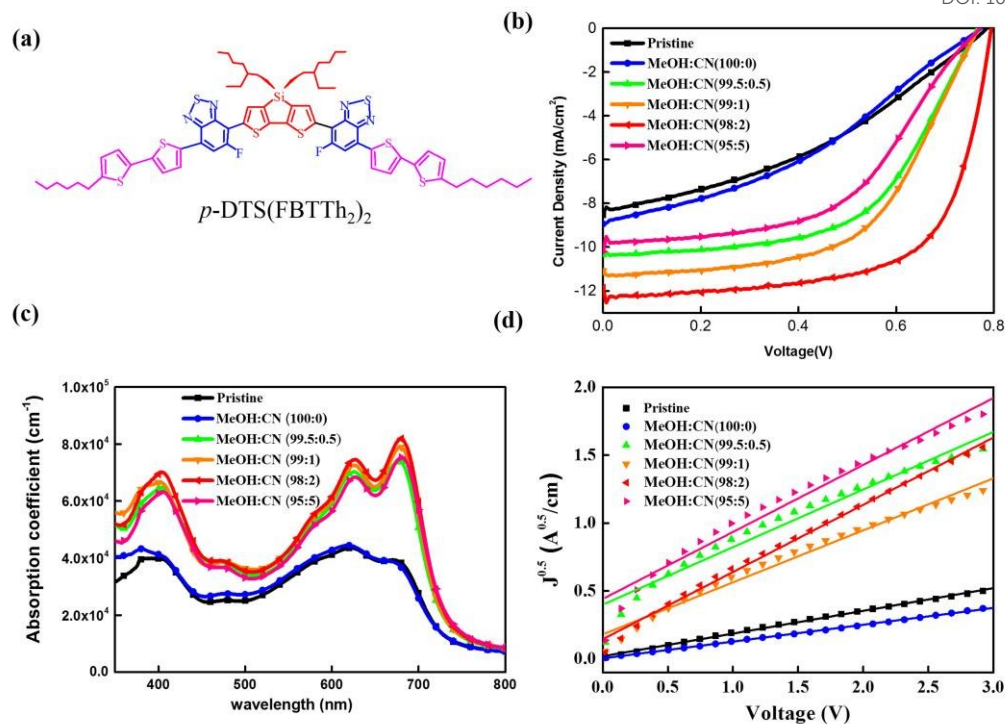 DOI: 10
(a)
Si
N
S
N
N
S
N
S
S
F
F
S
S
S
S
p-DTS(FBTTh₂)₂
(b)
Pristine
MeOH:CN(100:0)
MeOH:CN(99.5:0.5)
MeOH:CN(99:1)
MeOH:CN(98:2)
MeOH:CN(95:5)
Current Density (mA/cm²)
0
-2
-4
-6
-8
-10
-12
0.0 0.2 0.4 0.6 0.8
Voltage(V)
(c)
Pristine
MeOH:CN (100:0)
MeOH:CN (99.5:0.5)
MeOH:CN (99:1)
MeOH:CN (98:2)
MeOH:CN (95:5)
Absorption coefficient (cm⁻¹)
1.0x10⁵
8.0x10⁴
6.0x10⁴
4.0x10⁴
2.0x10⁴
0.0
400 500 600 700 800
wavelength (nm)
(d)
Pristine
MeOH:CN(100:0)
MeOH:CN(99.5:0.5)
MeOH:CN(99:1)
MeOH:CN(98:2)
MeOH:CN(95:5)
J⁰·⁵ (A⁰·⁵/cm)
2.0
1.5
1.0
0.5
0.0
0.0 0.5 1.0 1.5 2.0 2.5 3.0
Voltage (V)